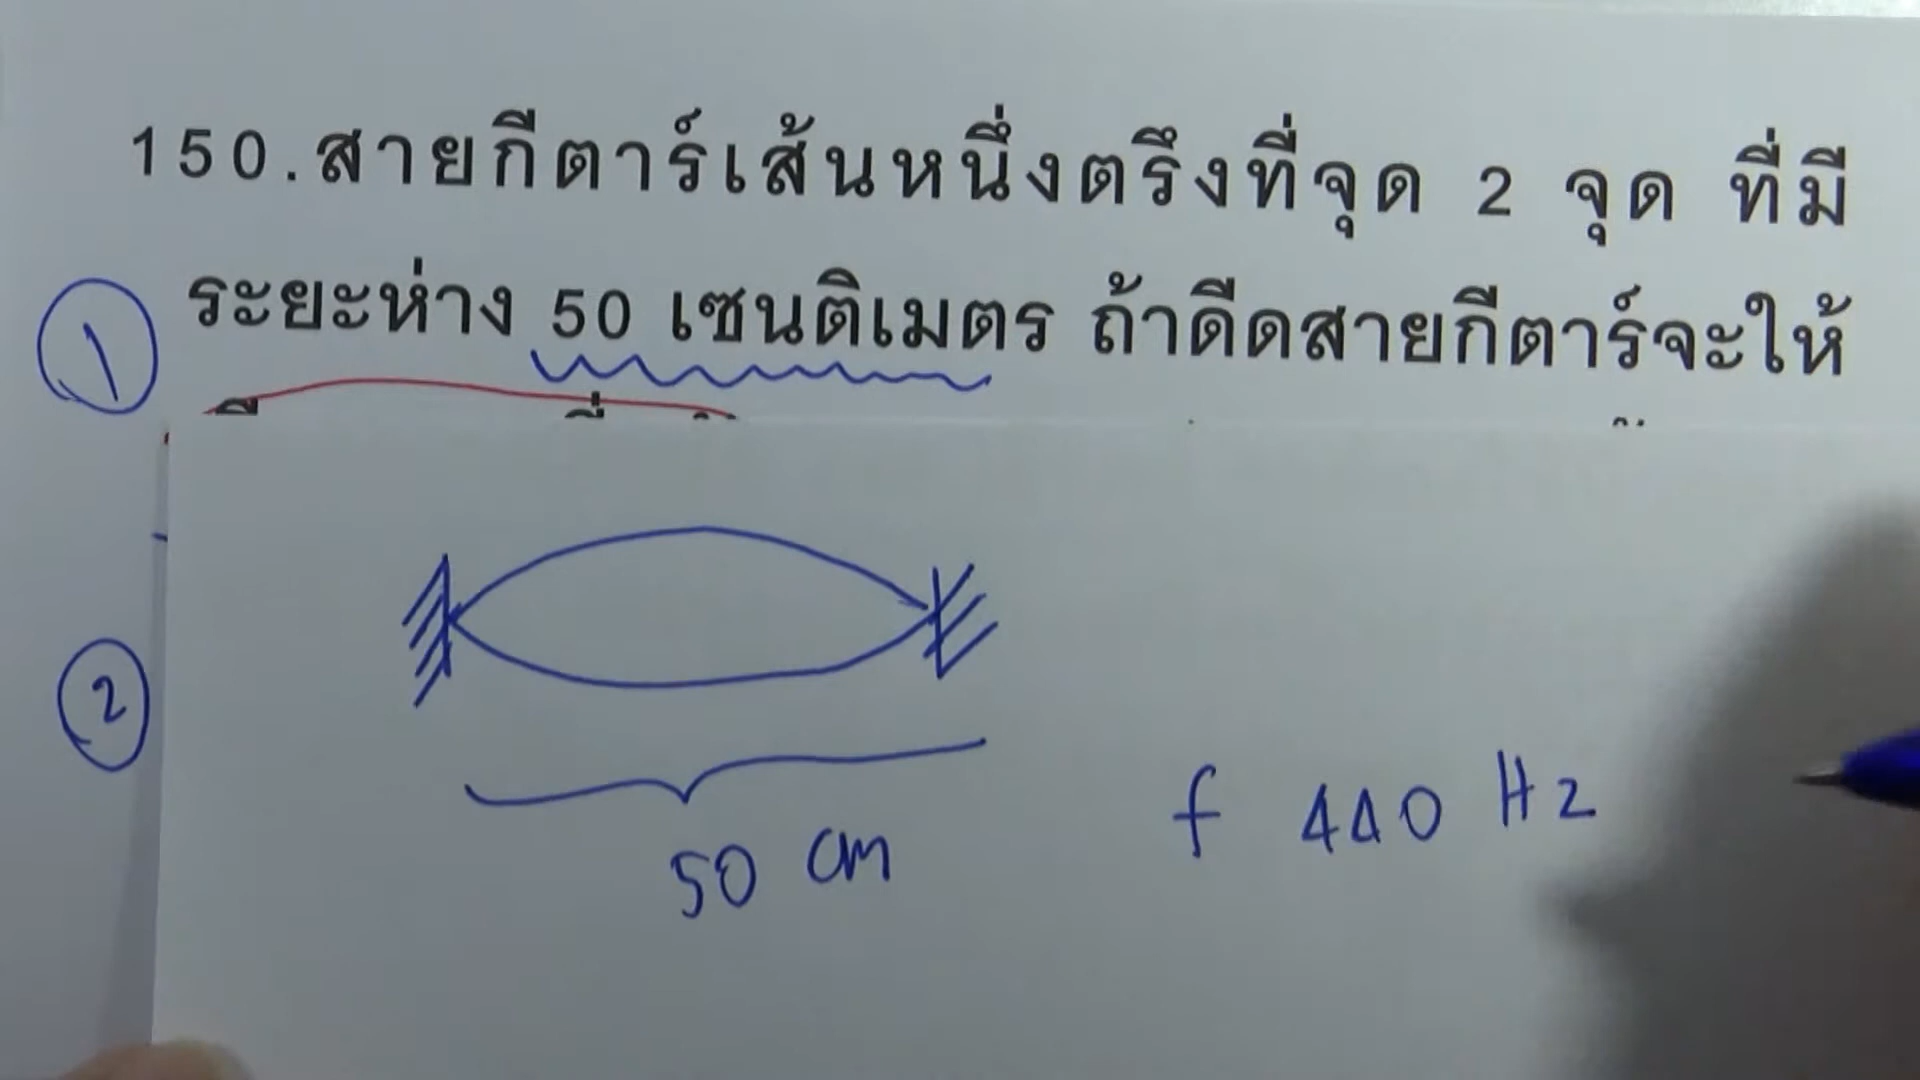 150. สายกีตาร์เส้นหนึ่งตรึงที่จุด 2 จุด ที่มี
ระยะห่าง 50 เซนติเมตร ถ้าดีดสายกีตาร์จะให้
1
2
50 cm
f 440 Hz